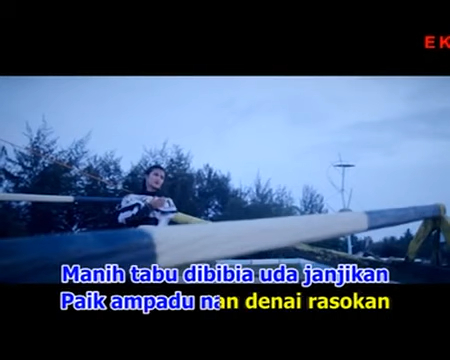 EK
Manih tabu dibibia uda janjikan
Paik ampadu nan denai rasokan